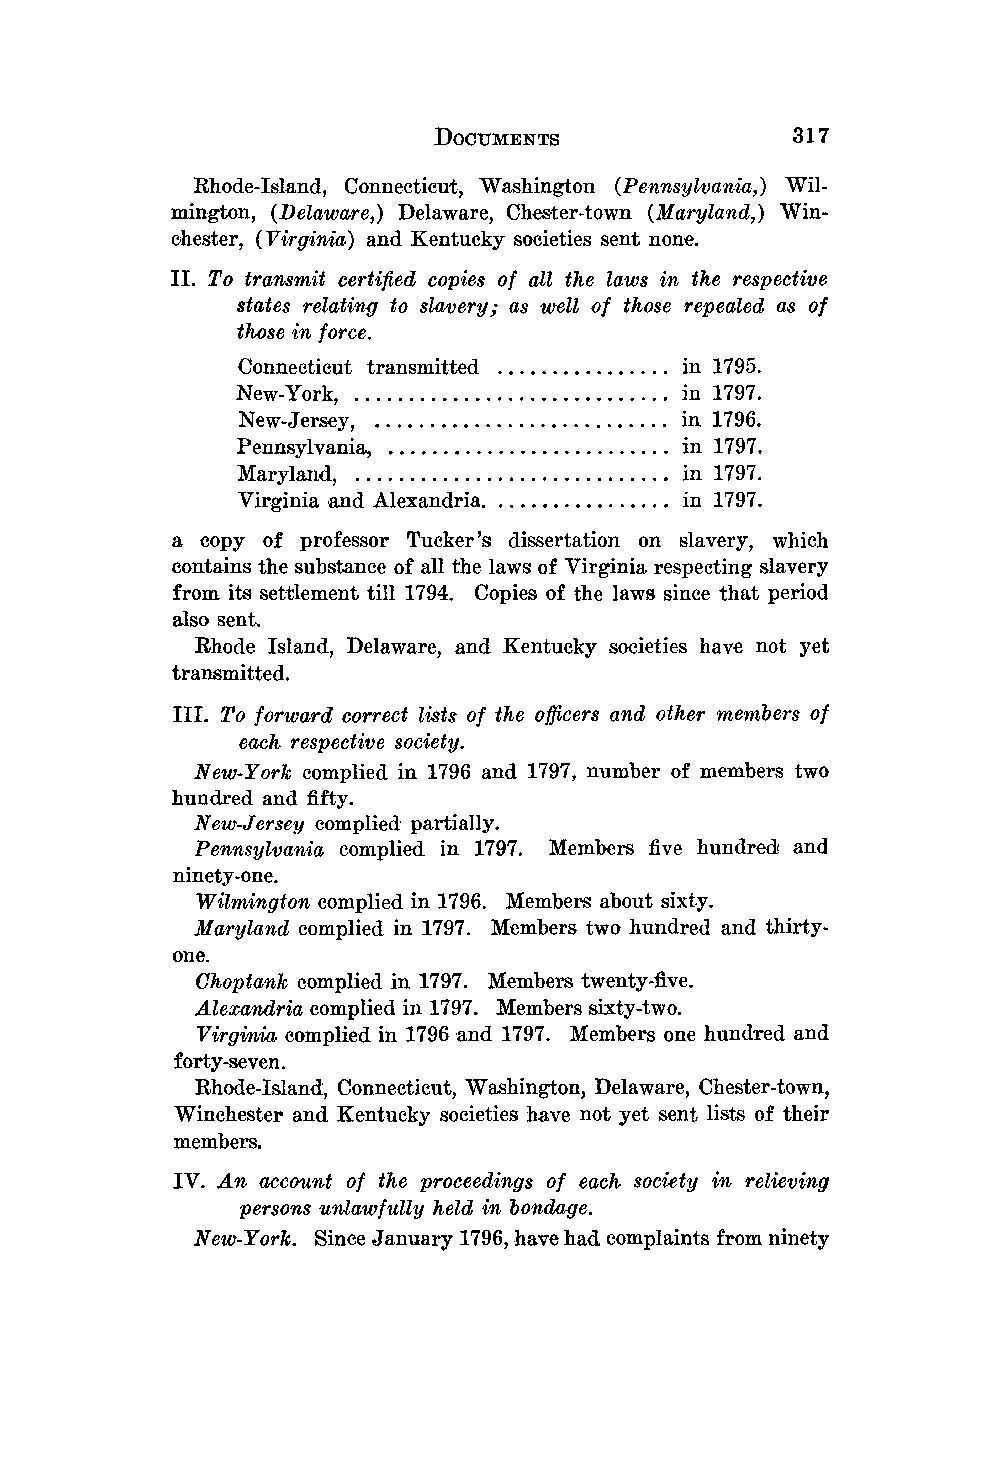 DOCUMENTS 317
Rhode-Island, Connecticut, Washington (Pennsylvania,) Wil-
mington, (Delaware,) Delaware, Chester-town (Maryland,) Win-
chester, (Virginia) and Kentucky societies sent none.
II. To transmit certified copies of all the laws in the respective
states relating to slavery; as well of those repealed as of
those in force.
Connecticut transmitted ................ in 1795.
New-York, ............................. in 1797.
New-Jersey, ........................... in 1796.
Pennsylvania, .......................... in 1797.
Maryland, ............................. in 1797.
Virginia and Alexandria. ................ in 1797.
a copy of professor Tucker's dissertation on slavery, which
contains the substance of all the laws of Virginia respecting slavery
from its settlement till 1794. Copies of the laws since that period
also sent.
Rhode Island, Delaware, and Kentucky societies have not yet
transmitted.
III. To forward correct lists of the officers and other members of
each respective society.
New-York complied in 1796 and 1797, number of members two
hundred and fifty.
New-Jersey complied partially.
Pennsylvania complied in 1797. Members five hundred and
ninety-one.
Wilmington complied in 1796. Members about sixty.
Maryland complied in 1797. Members two hundred and thirty-
one.
Choptank complied in 1797. Members twenty-five.
Alexandria complied in 1797. Members sixty-two.
Virginia complied in 1796 and 1797. Members one hundred and
forty-seven.
Rhode-Island, Connecticut, Washington, Delaware, Chester-town,
Winchester and Kentucky societies have not yet sent lists of their
members.
IV. An account of the proceedings of each society in relieving
persons unlawfully held in bondage.
New-York. Since January 1796, have had complaints from ninety